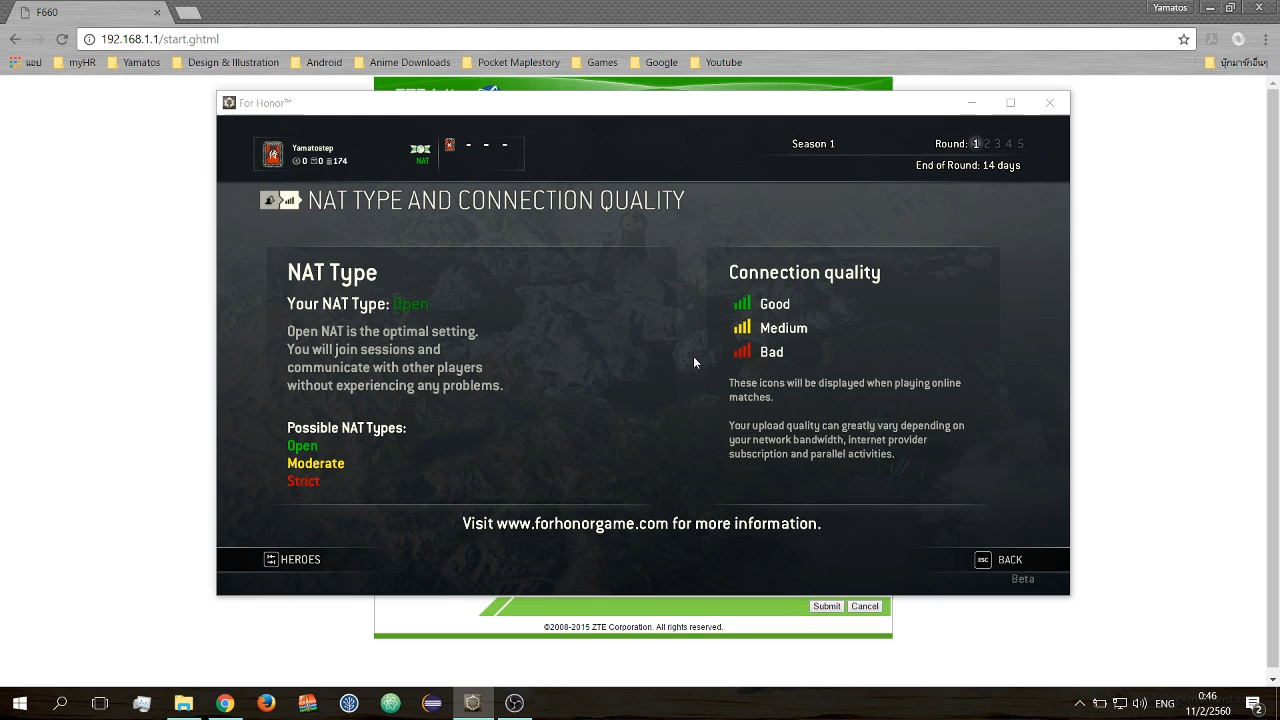 F660
Yamatos
192.168.1.1/start.ghtml
แอป
myHR
Yamatos
Design & Illustration
Android
Anime Downloads
Pocket Maplestory
Games
Google
Youtube
บุ๊กมาร์กอื่นๆ
For Honor™
Yamatostep
0 0 174
NAT
- - -
Season 1
Round: 1 2 3 4 5
End of Round: 14 days
NAT TYPE AND CONNECTION QUALITY
NAT Type
Your NAT Type: Open
Open NAT is the optimal setting.
You will join sessions and
communicate with other players
without experiencing any problems.
Possible NAT Types:
Open
Moderate
Strict
Connection quality
Good
Medium
Bad
These icons will be displayed when playing online
matches.
Your upload quality can greatly vary depending on
your network bandwidth, internet provider
subscription and parallel activities.
Visit www.forhonorgame.com for more information.
HEROES
ESC BACK
Beta
Submit Cancel
©2008-2015 ZTE Corporation. All rights reserved.
ENG
0:46
11/2/2560
2